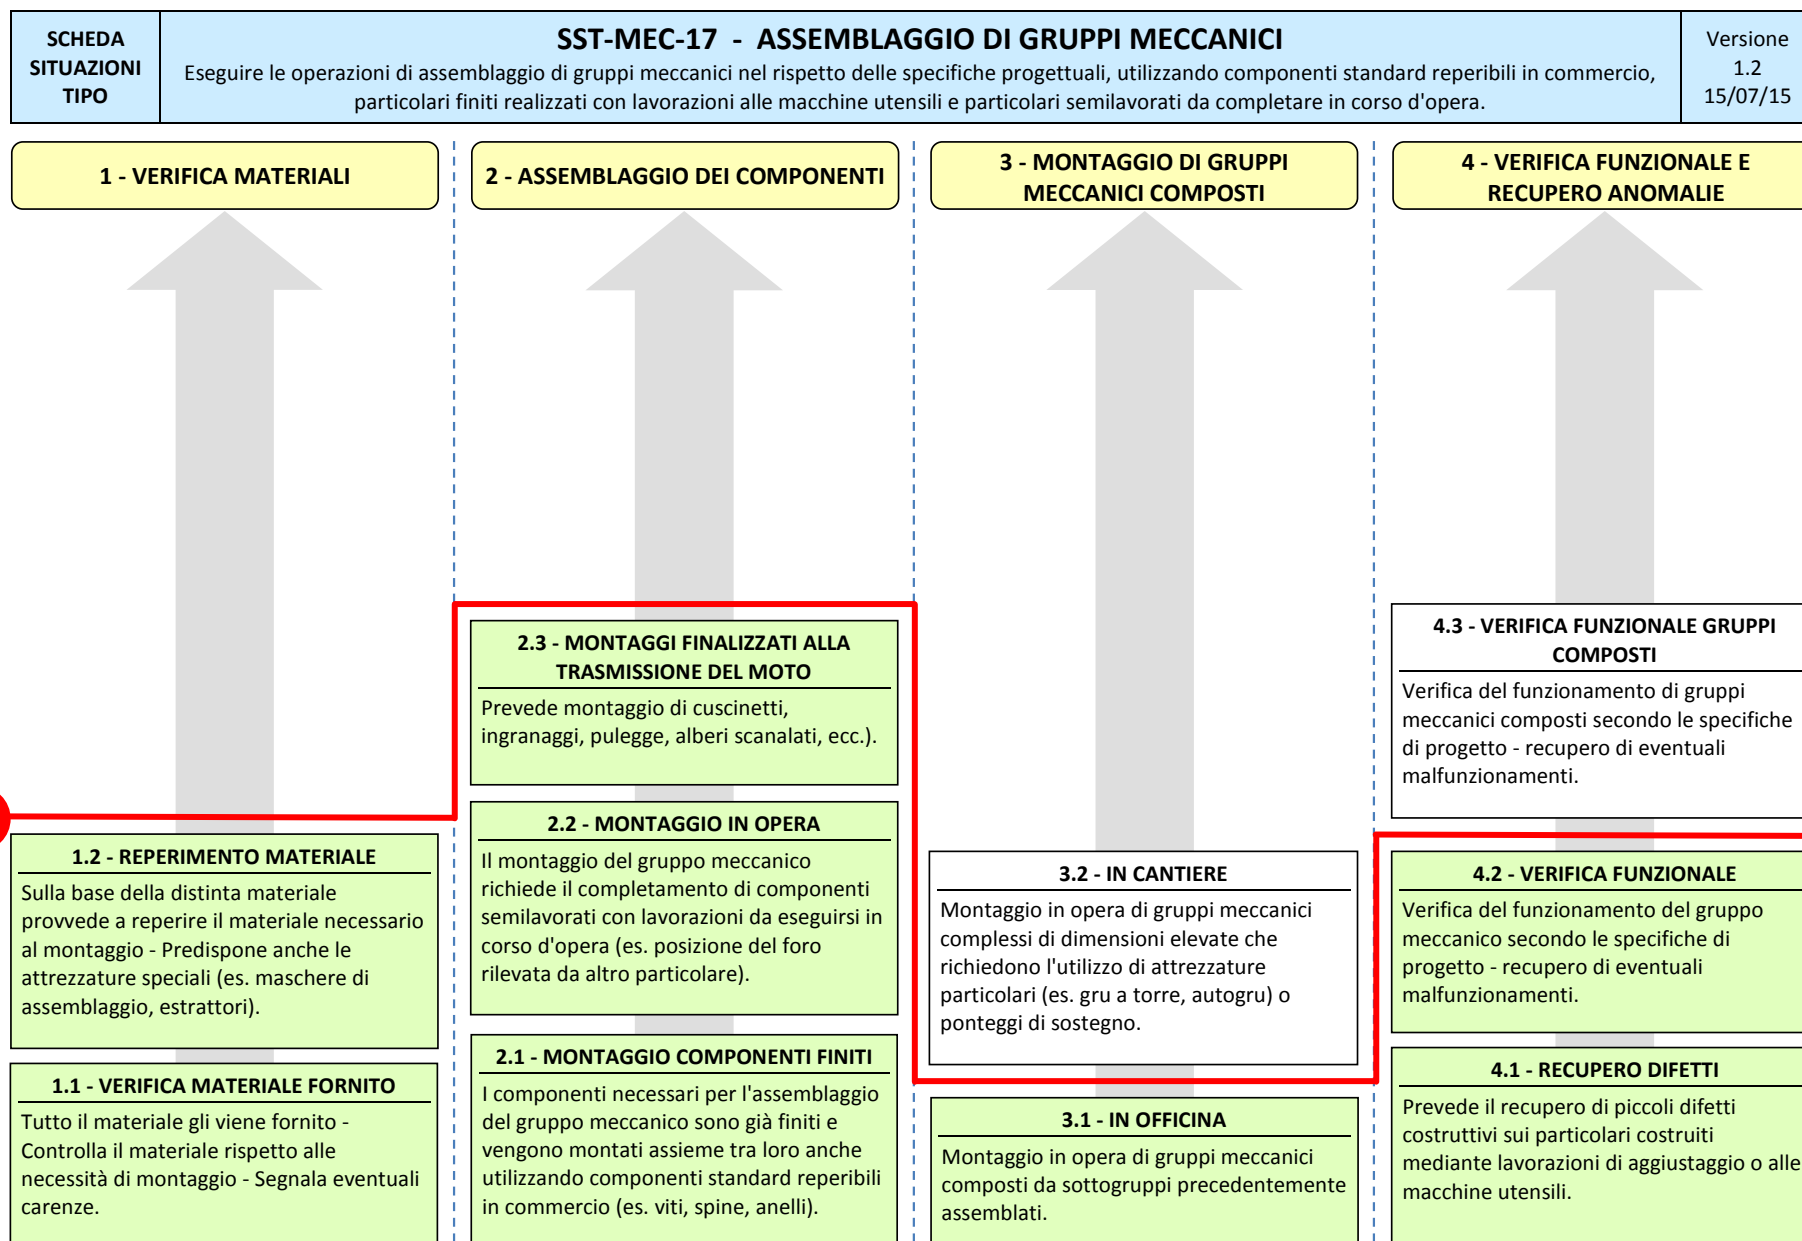 SCHEDA
SITUAZIONI
TIPO
SST-MEC-17 - ASSEMBLAGGIO DI GRUPPI MECCANICI
Eseguire le operazioni di assemblaggio di gruppi meccanici nel rispetto delle specifiche progettuali, utilizzando componenti standard reperibili in commercio,
particolari finiti realizzati con lavorazioni alle macchine utensili e particolari semilavorati da completare in corso d'opera.
Versione
1.2
15/07/15
1 - VERIFICA MATERIALI
1.2 - REPERIMENTO MATERIALE
Sulla base della distinta materiale
provvede a reperire il materiale necessario
al montaggio - Predispone anche le
attrezzature speciali (es. maschere di
assemblaggio, estrattori).
1.1 - VERIFICA MATERIALE FORNITO
Tutto il materiale gli viene fornito -
Controlla il materiale rispetto alle
necessità di montaggio - Segnala eventuali
carenze.
2 - ASSEMBLAGGIO DEI COMPONENTI
2.3 - MONTAGGI FINALIZZATI ALLA
TRASMISSIONE DEL MOTO
Prevede montaggio di cuscinetti,
ingranaggi, pulegge, alberi scanalati, ecc.).
2.2 - MONTAGGIO IN OPERA
Il montaggio del gruppo meccanico
richiede il completamento di componenti
semilavorati con lavorazioni da eseguirsi in
corso d'opera (es. posizione del foro
rilevata da altro particolare).
2.1 - MONTAGGIO COMPONENTI FINITI
I componenti necessari per l'assemblaggio
del gruppo meccanico sono già finiti e
vengono montati assieme tra loro anche
utilizzando componenti standard reperibili
in commercio (es. viti, spine, anelli).
3 - MONTAGGIO DI GRUPPI
MECCANICI COMPOSTI
3.2 - IN CANTIERE
Montaggio in opera di gruppi meccanici
complessi di dimensioni elevate che
richiedono l'utilizzo di attrezzature
particolari (es. gru a torre, autogru) o
ponteggi di sostegno.
3.1 - IN OFFICINA
Montaggio in opera di gruppi meccanici
composti da sottogruppi precedentemente
assemblati.
4 - VERIFICA FUNZIONALE E
RECUPERO ANOMALIE
4.3 - VERIFICA FUNZIONALE GRUPPI
COMPOSTI
Verifica del funzionamento di gruppi
meccanici composti secondo le specifiche
di progetto - recupero di eventuali
malfunzionamenti.
4.2 - VERIFICA FUNZIONALE
Verifica del funzionamento del gruppo
meccanico secondo le specifiche di
progetto - recupero di eventuali
malfunzionamenti.
4.1 - RECUPERO DIFETTI
Prevede il recupero di piccoli difetti
costruttivi sui particolari costruiti
mediante lavorazioni di aggiustaggio o alle
macchine utensili.